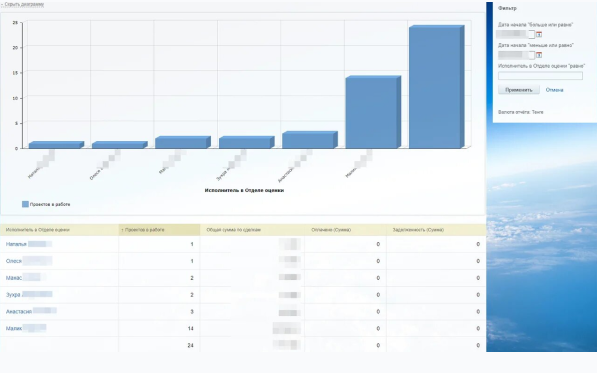 Скрыть диаграмму
25
20
15
10
5
0
Исполнитель в Отделе оценки
Проектов в работе
Исполнитель в Отделе оценки Проектов в работе Общая сумма по сделкам Оплачено (Сумма) Задолженность (Сумма)
Наталья 1 0 0
Олеся 1 0 0
Макас 2 0 0
Зухра 2 0 0
Анастасия 3 0 0
Малик 14 0 0
24 0 0
Фильтр
Дата начала "больше или равно"
Дата начала "меньше или равно"
Исполнитель в Отделе оценки "равно"
Применить Отмена
Валюта отчёта: Тенге